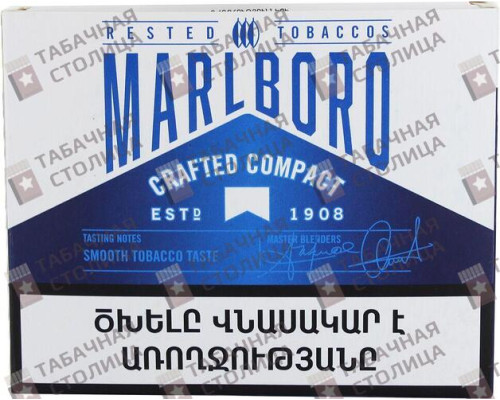 RESTED TOBACCOS
MARLBORO
CRAFTED COMPACT
ESTD 1908
TASTING NOTES
SMOOTH TOBACCO TASTE
MASTER BLENDERS
ԾԽԵԼԸ ՎՆԱՍԱԿԱՐ Է
ԱՌՈՂՋՈՒԹՅԱՆԸ
ТАБАЧНАЯ
СТОЛИЦА